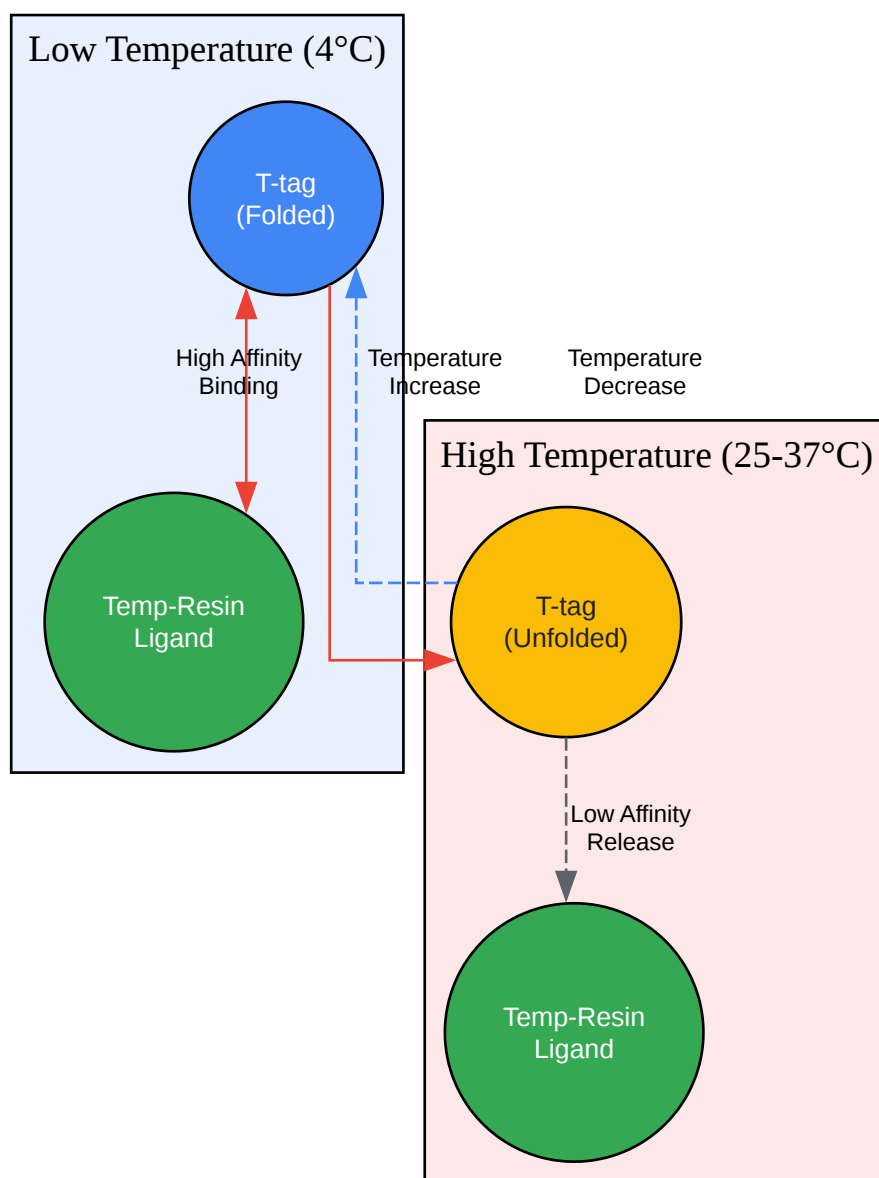 Low Temperature (4°C)
T-tag
(Folded)
High Affinity
Binding
Temperature
Increase
Temperature
Decrease
High Temperature (25-37°C)
Temp-Resin
Ligand
T-tag
(Unfolded)
Low Affinity
Release
Temp-Resin
Ligand